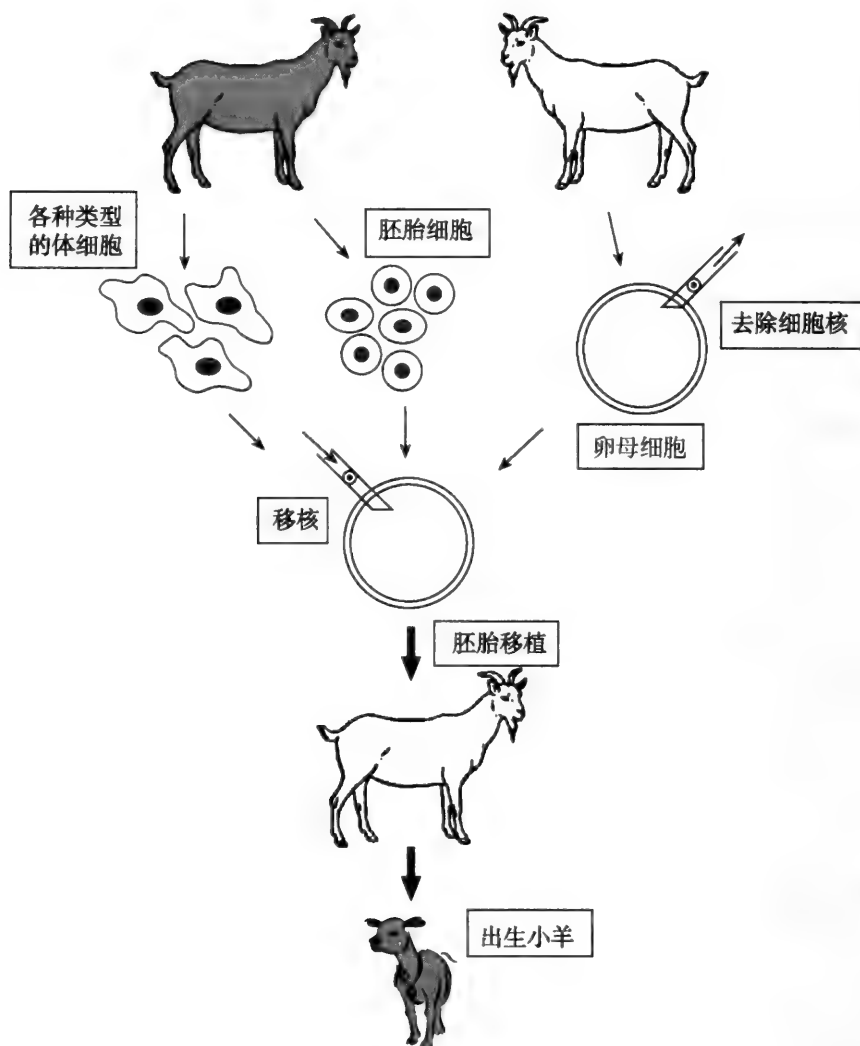 各种类型
的体细胞
胚胎细胞
去除细胞核
卵母细胞
移核
胚胎移植
出生小羊